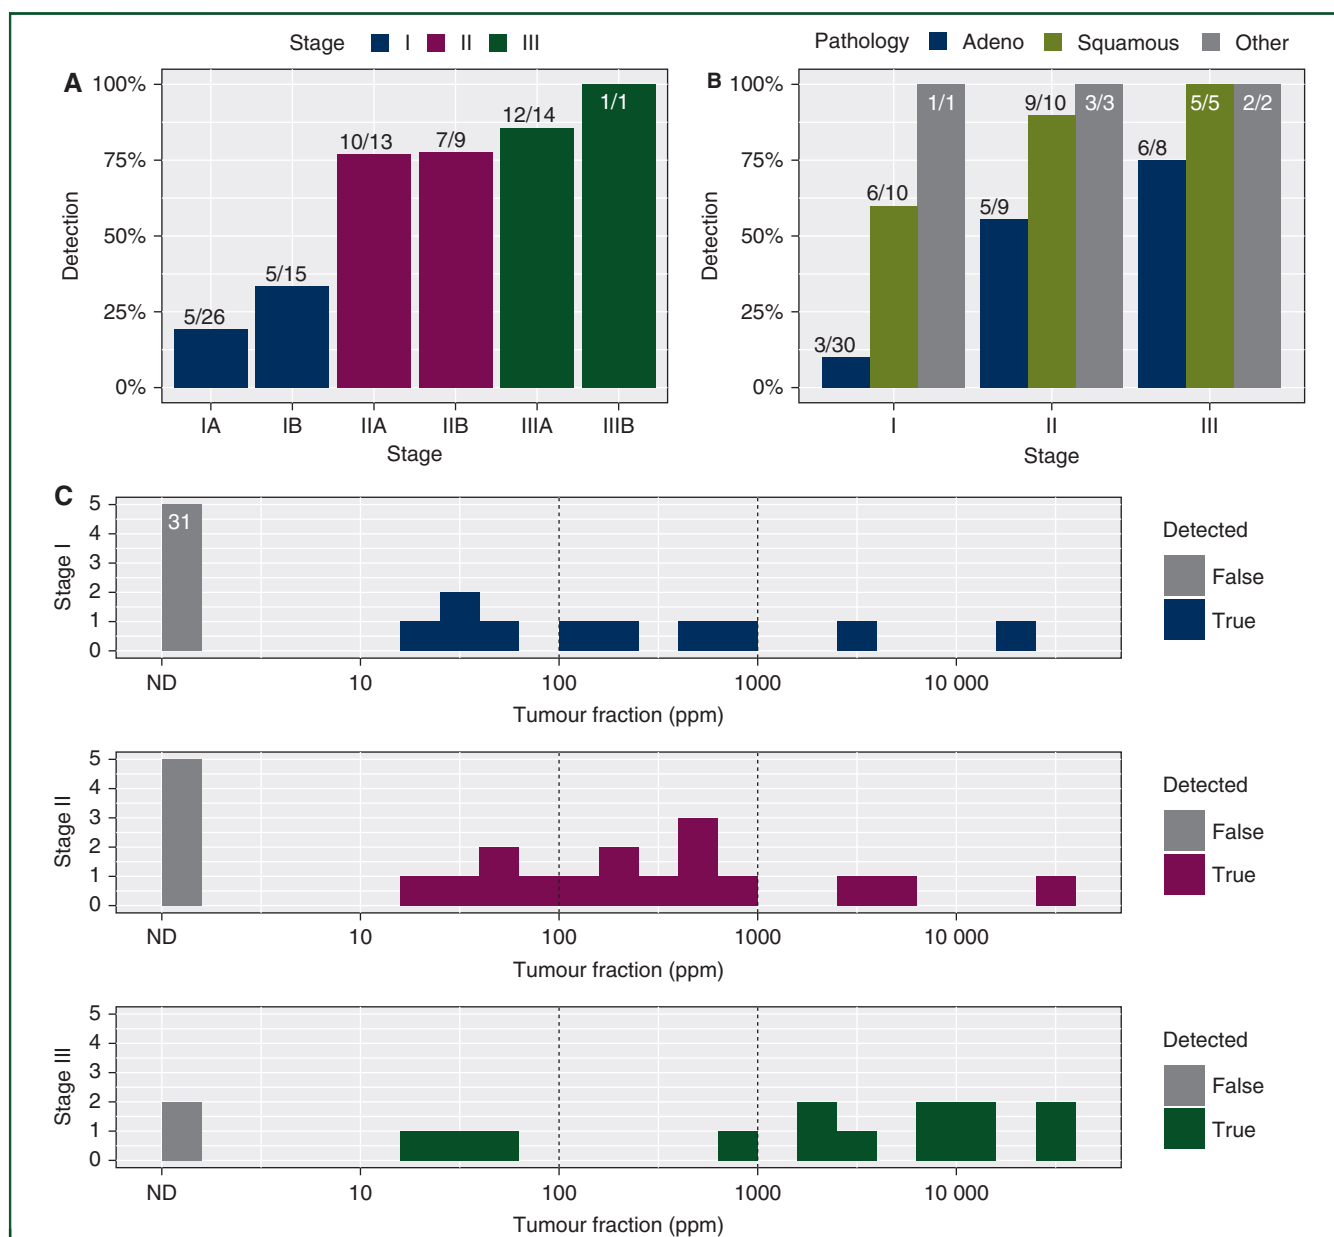 Stage I II III
A
100%
75%
50%
25%
0%
Detection
5/26
5/15
10/13
7/9
12/14
1/1
IA IB IIA IIB IIIA IIIB
Stage
Pathology Adeno Squamous Other
B
100%
75%
50%
25%
0%
Detection
3/30
6/10
1/1
5/9
9/10
3/3
6/8
5/5
2/2
I II III
Stage
C
Stage I
5
4
3
2
1
0
31
ND 10 100 1000 10 000
Tumour fraction (ppm)
Detected
False
True
Stage II
5
4
3
2
1
0
ND 10 100 1000 10 000
Tumour fraction (ppm)
Detected
False
True
Stage III
5
4
3
2
1
0
ND 10 100 1000 10 000
Tumour fraction (ppm)
Detected
False
True